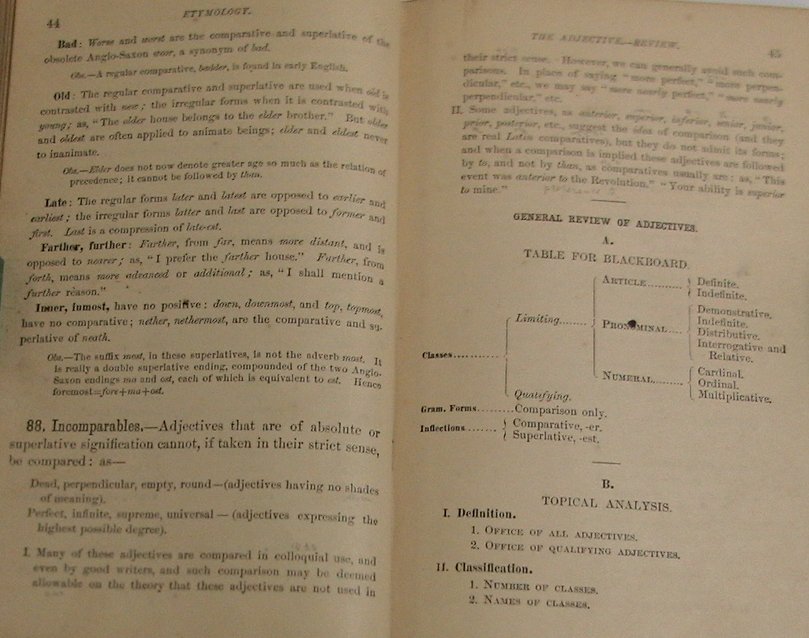 44
ETYMOLOGY.
Bad: Worse and worst are the comparative and superlative of the
obsolete Anglo-Saxon weor, a synonym of bad.
Obs.—A regular comparative, badder, is found in early English.
Old: The regular comparative and superlative are used when old is
contrasted with new; the irregular forms when it is contrasted with
young; as, "The elder house belongs to the elder brother." But older
and oldest are often applied to animate beings; elder and eldest never
to inanimate.
Obs.—Elder does not now denote greater age so much as the relation of
precedence; it cannot be followed by than.
Late: The regular forms later and latest are opposed to earlier and
earliest; the irregular forms latter and last are opposed to former and
first. Last is a compression of late-est.
Farther, further: Farther, from far, means more distant, and is
opposed to nearer; as, "I prefer the farther house." Further, from
forth, means more advanced or additional; as, "I shall mention a
further reason."
Inner, inmost, have no positive: down, downmost, and top, topmost,
have no comparative; nether, nethermost, are the comparative and su-
perlative of neath.
Obs.—The suffix most, in these superlatives, is not the adverb most. It
is really a double superlative ending, compounded of the two Anglo-
Saxon endings ma and ost, each of which is equivalent to est. Hence
foremost=fore+ma+ost.
88. Incomparables.—Adjectives that are of absolute or
superlative signification cannot, if taken in their strict sense,
be compared: as—
Dead, perpendicular, empty, round—(adjectives having no shades
of meaning).
Perfect, infinite, supreme, universal—(adjectives expressing the
highest possible degree).
I. Many of these adjectives are compared in colloquial use, and
even by good writers, and such comparison may be deemed
allowable on the theory that these adjectives are not used in
THE ADJECTIVE.—REVIEW.
45
their strict sense. However, we can generally avoid such com-
parisons. In place of saying "more perfect," "more perpen-
dicular," etc., we may say "more nearly perfect," "more nearly
perpendicular," etc.
II. Some adjectives, as anterior, superior, inferior, senior, junior,
prior, posterior, etc., suggest the idea of comparison (and they
are real Latin comparatives), but they do not admit its forms;
and when a comparison is implied these adjectives are followed
by to, and not by than, as comparatives usually are: as, "This
event was anterior to the Revolution." "Your ability is superior
to mine."
GENERAL REVIEW OF ADJECTIVES.
A.
TABLE FOR BLACKBOARD.
Classes
Limiting
ARTICLE
Definite.
Indefinite.
PRONOMINAL
Demonstrative.
Indefinite.
Distributive.
Interrogative and
Relative.
NUMERAL
Cardinal.
Ordinal.
Multiplicative.
Qualifying.
Gram. Forms.........Comparison only.
Inflections
Comparative, -er.
Superlative, -est.
B.
TOPICAL ANALYSIS.
I. Definition.
1. OFFICE OF ALL ADJECTIVES.
2. OFFICE OF QUALIFYING ADJECTIVES.
II. Classification.
1. NUMBER OF CLASSES.
2. NAMES OF CLASSES.